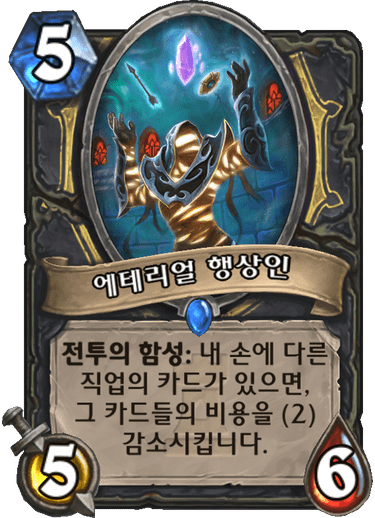 5
에테리얼 행상인
전투의 함성: 내 손에 다른
직업의 카드가 있으면,
그 카드들의 비용을 (2)
감소시킵니다.
5
6